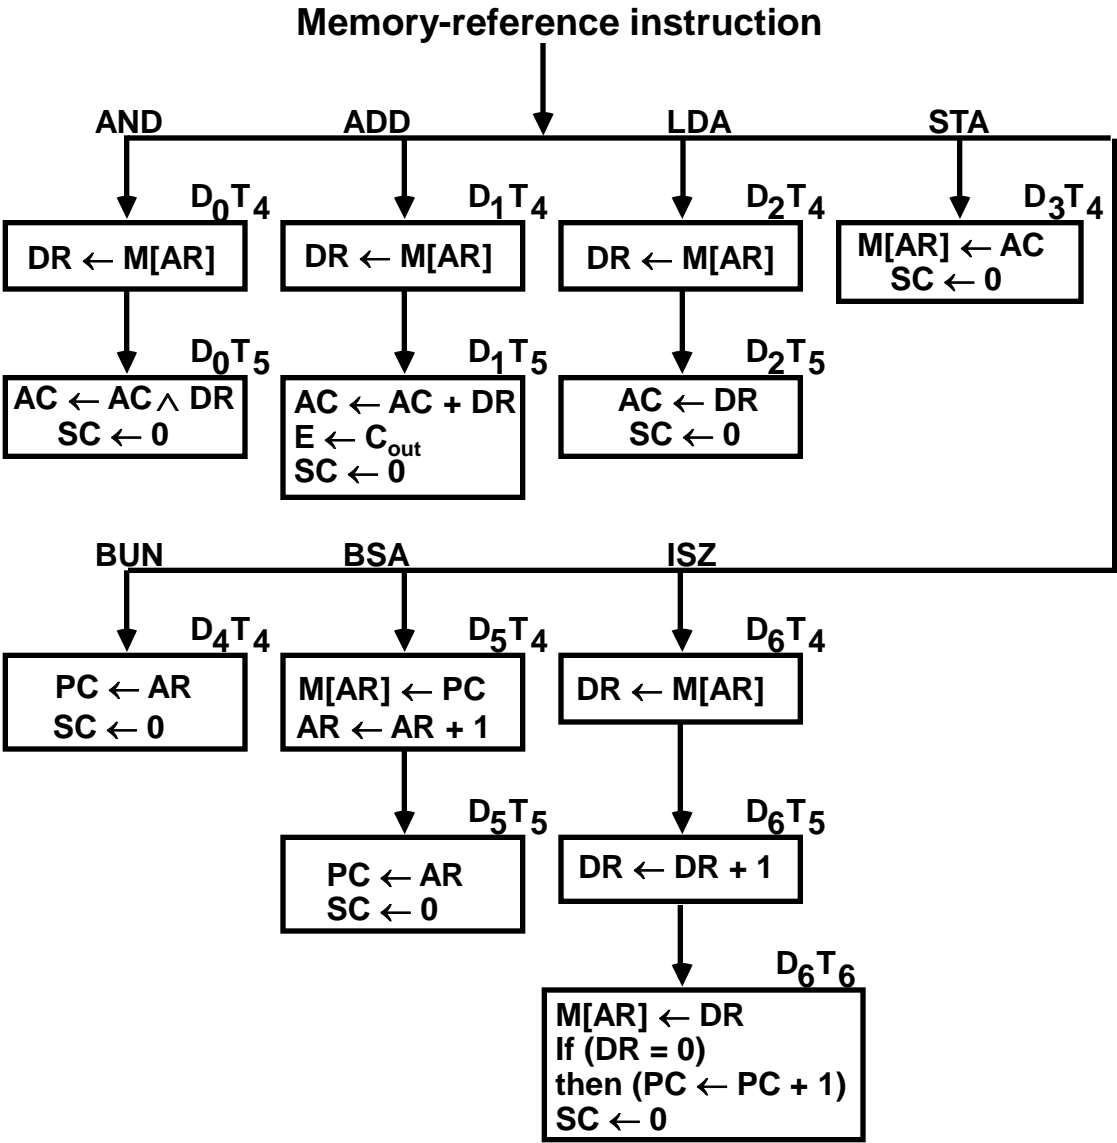 Memory-reference instruction
AND ADD LDA STA
D0T4 D1T4 D2T4 D3T4
DR ← M[AR]
DR ← M[AR]
DR ← M[AR]
M[AR] ← AC
SC ← 0
D0T5 D1T5 D2T5
AC ← AC ∧ DR
SC ← 0
AC ← AC + DR
E ← Cout
SC ← 0
AC ← DR
SC ← 0
BUN BSA ISZ
D4T4 D5T4 D6T4
PC ← AR
SC ← 0
M[AR] ← PC
AR ← AR + 1
DR ← M[AR]
D5T5 D6T5
PC ← AR
SC ← 0
DR ← DR + 1
D6T6
M[AR] ← DR
If (DR = 0)
then (PC ← PC + 1)
SC ← 0